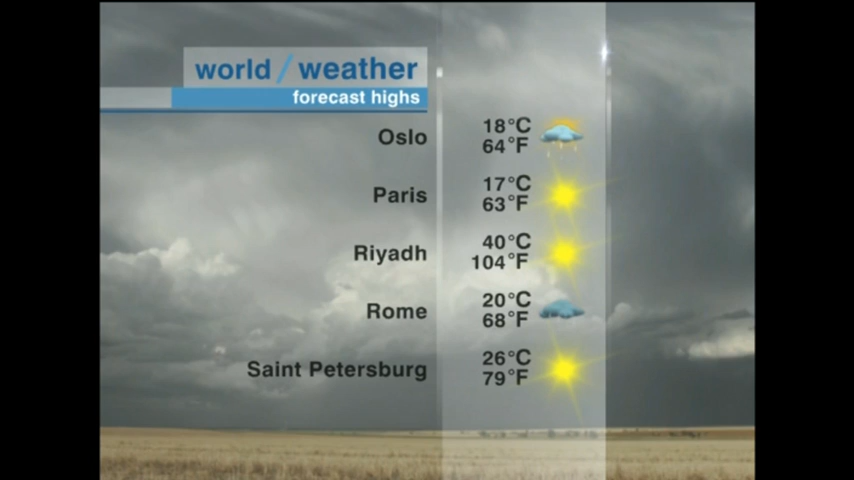 world / weather
forecast highs
Oslo 18°C 64°F
Paris 17°C 63°F
Riyadh 40°C 104°F
Rome 20°C 68°F
Saint Petersburg 26°C 79°F